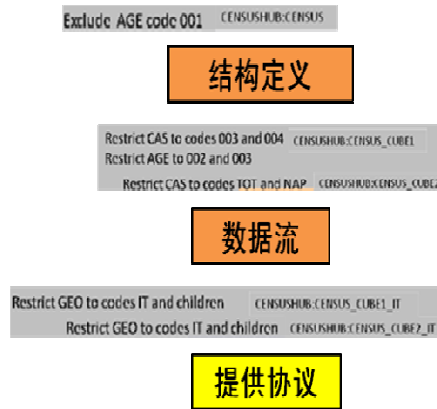 Exclude AGE code 001 CENSUSHUB:CENSUS
结构定义
Restrict CAS to codes 003 and 004 CENSUSHUB:CENSUS_CUBE1
Restrict AGE to 002 and 003
Restrict CAS to codes TOT and NAP CENSUSHUB:CENSUS_CUBE2
数据流
Restrict GEO to codes IT and children CENSUSHUB:CENSUS_CUBE1_IT
Restrict GEO to codes IT and children CENSUSHUB:CENSUS_CUBE2_IT
提供协议